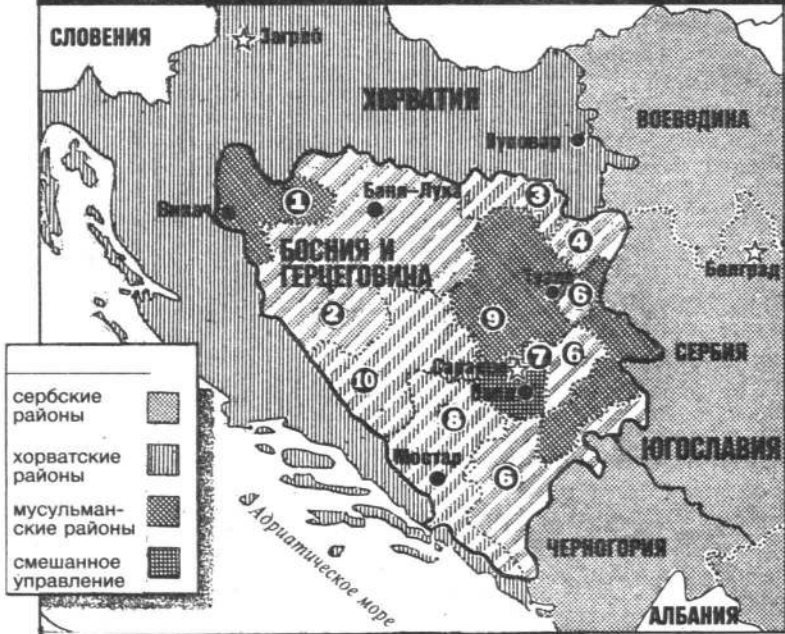 СЛОВЕНИЯ
Загреб
ХОРВАТИЯ
ВОЕВОДИНА
Вуковар
1
3
Бихач
Баня-Лука
4
БОСНИЯ И
ГЕРЦЕГОВИНА
Белград
Тузла
6
2
9
7
6
СЕРБИЯ
Сараево
10
8
Мостар
6
ЮГОСЛАВИЯ
ЧЕРНОГОРИЯ
АЛБАНИЯ
Адриатическое море
сербские
районы
хорватские
районы
мусульман-
ские районы
смешанное
управление